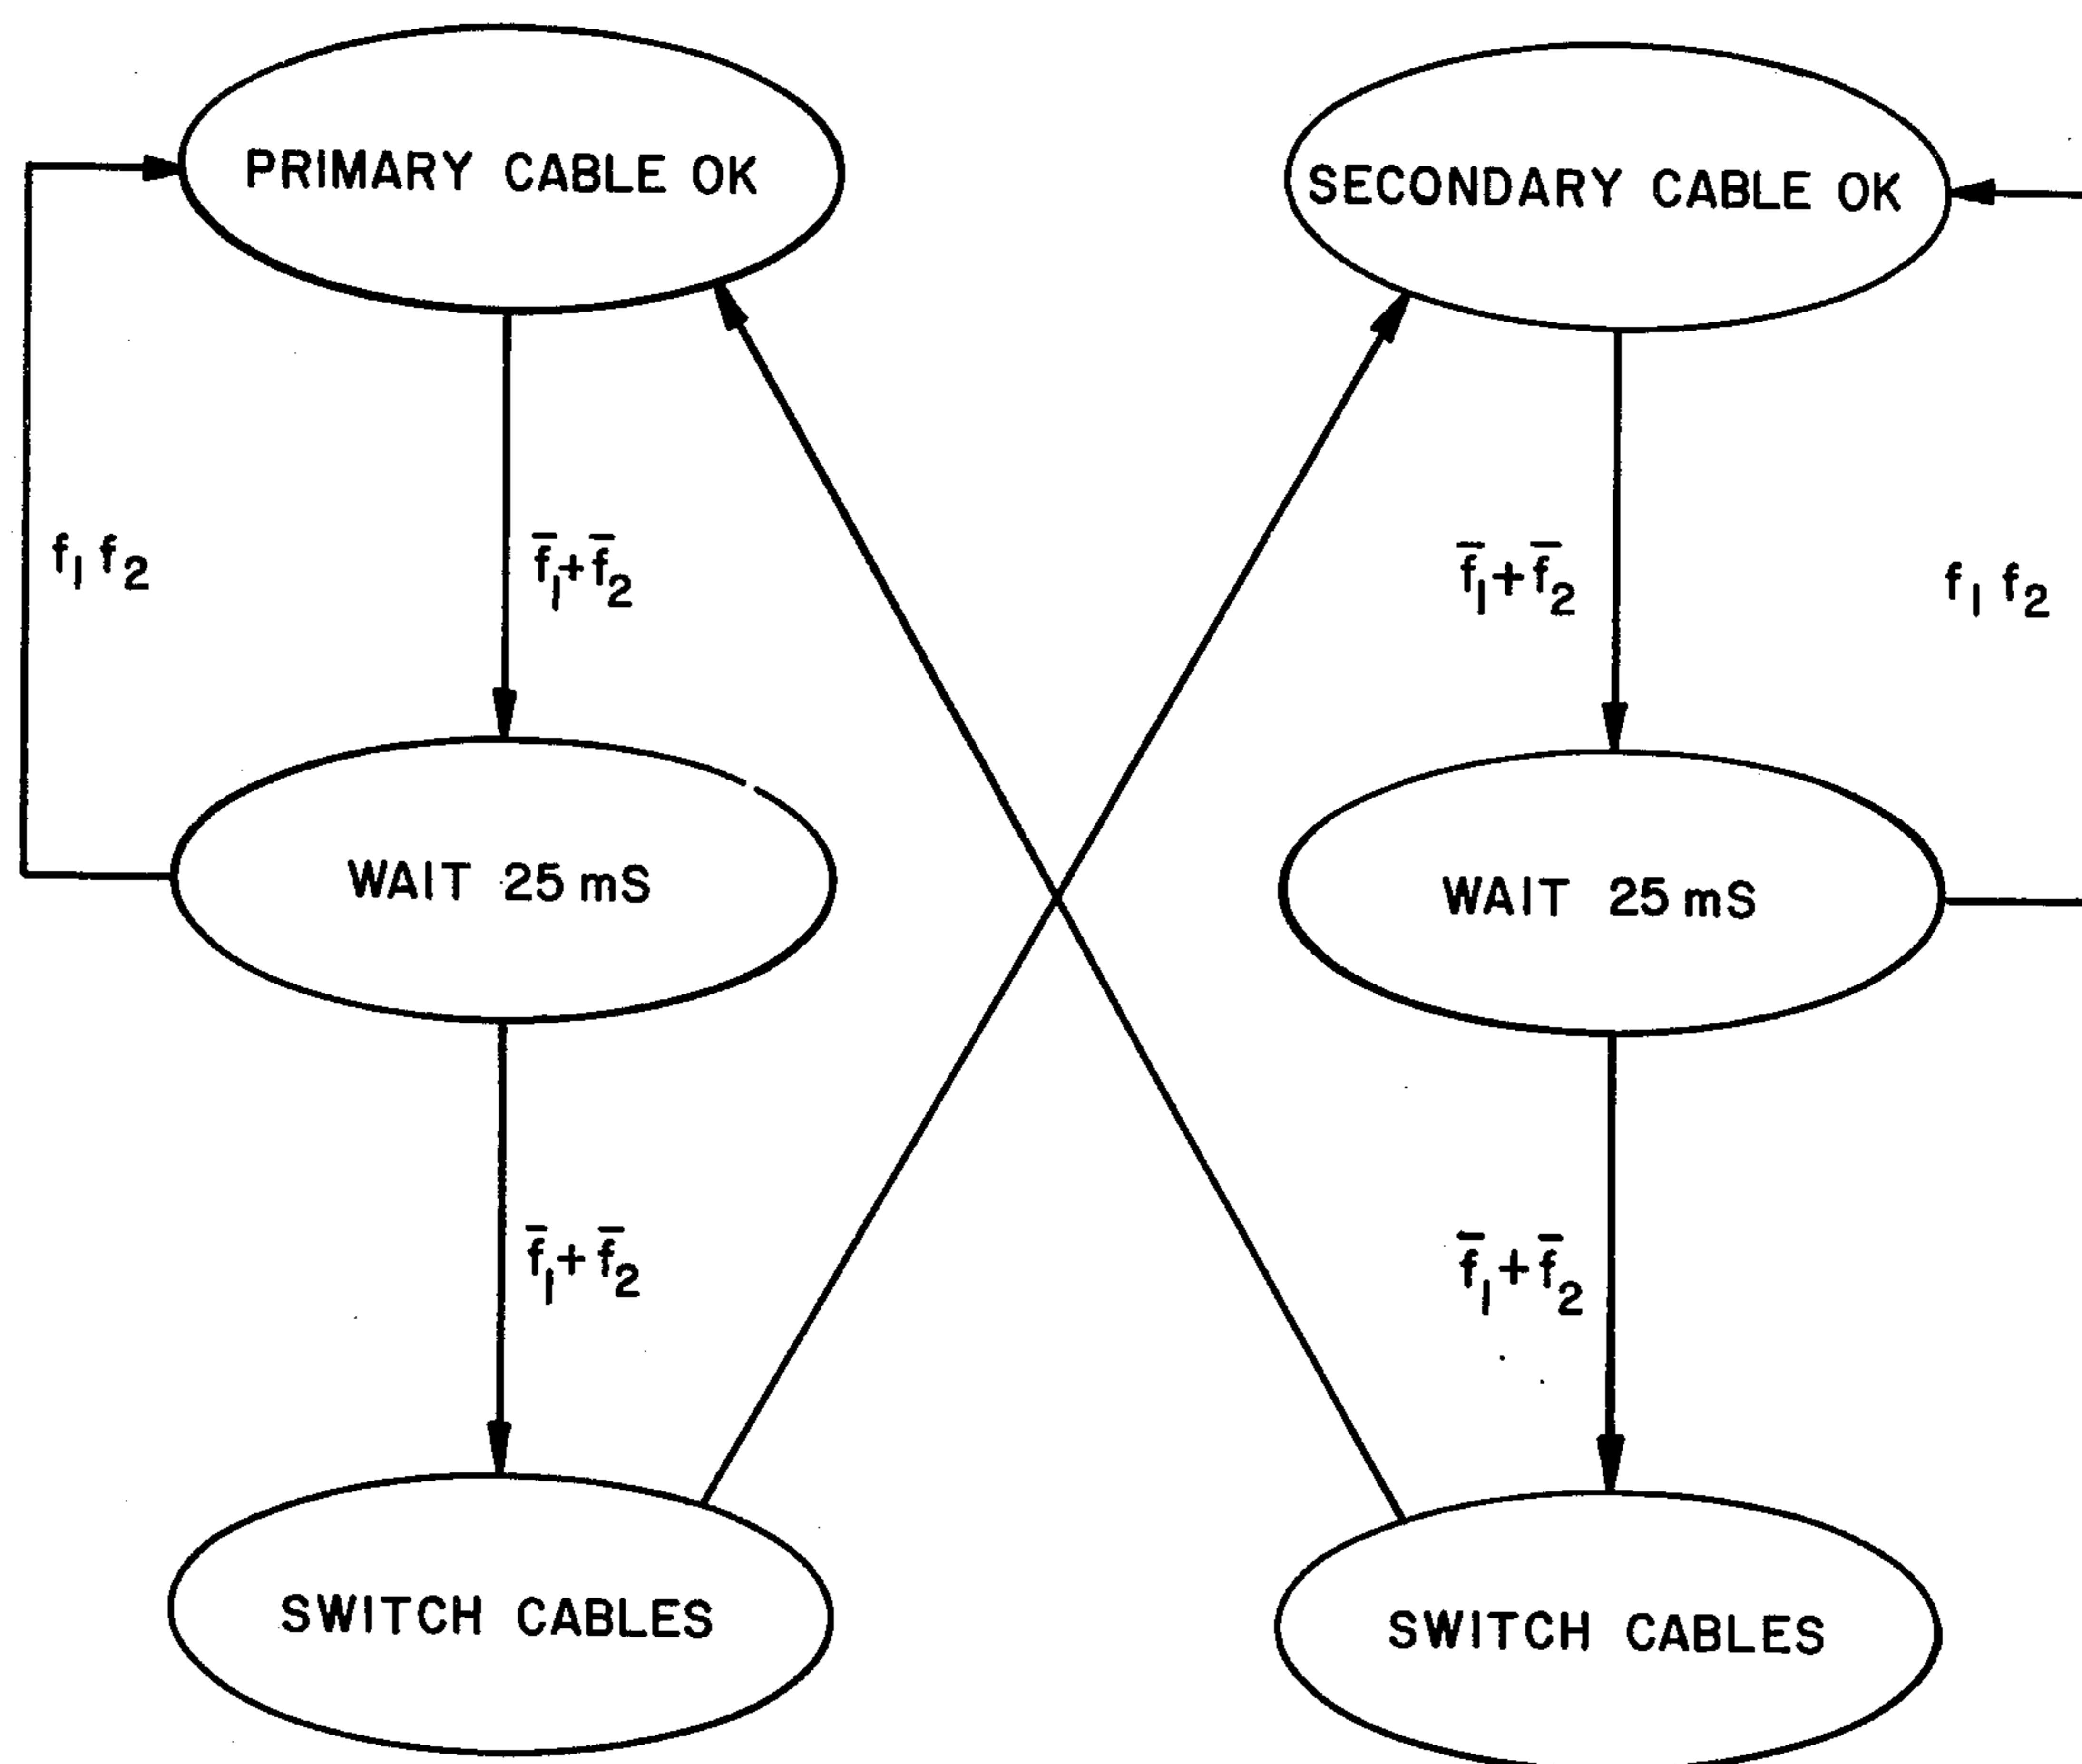 PRIMARY CABLE OK
SECONDARY CABLE OK
f₁ f₂
f̅₁+f̅₂
f̅₁+f̅₂
f₁ f₂
WAIT 25 mS
WAIT 25 mS
f̅₁+f̅₂
f̅₁+f̅₂
SWITCH CABLES
SWITCH CABLES